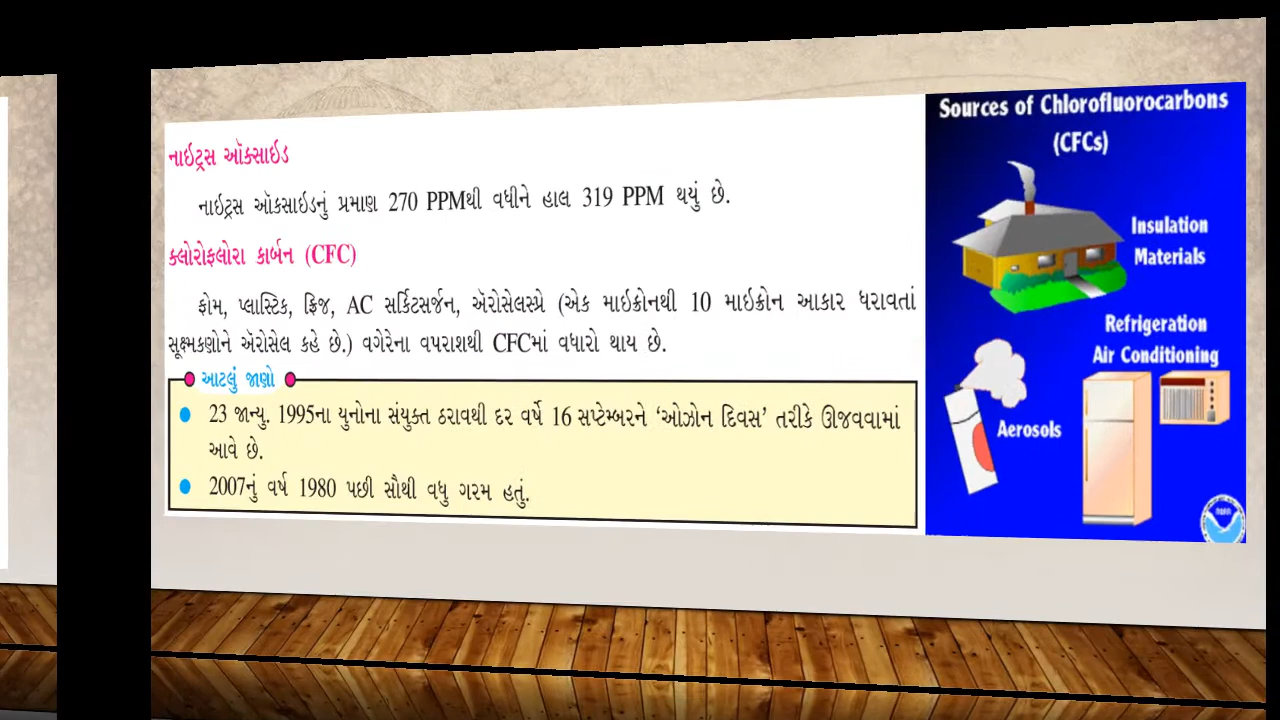 નાઇટ્રસ ઑક્સાઇડ
નાઇટ્રસ ઑક્સાઇડનું પ્રમાણ 270 PPMથી વધીને હાલ 319 PPM થયું છે.
ક્લોરોફ્લોરા કાર્બન (CFC)
ફોમ, પ્લાસ્ટિક, ફ્રિજ, AC સર્કિટસર્જન, ઍરોસેલસ્પ્રે (એક માઇક્રોનથી 10 માઇક્રોન આકાર ધરાવતાં
સૂક્ષ્મકણોને ઍરોસેલ કહે છે.) વગેરેના વપરાશથી CFCમાં વધારો થાય છે.
આટલું જાણો
23 જાન્યુ. 1995ના યુનોના સંયુક્ત ઠરાવથી દર વર્ષે 16 સપ્ટેમ્બરને ‘ઓઝોન દિવસ’ તરીકે ઊજવવામાં
આવે છે.
2007નું વર્ષ 1980 પછી સૌથી વધુ ગરમ હતું.
Sources of Chlorofluorocarbons
(CFCs)
Insulation
Materials
Refrigeration
Air Conditioning
Aerosols